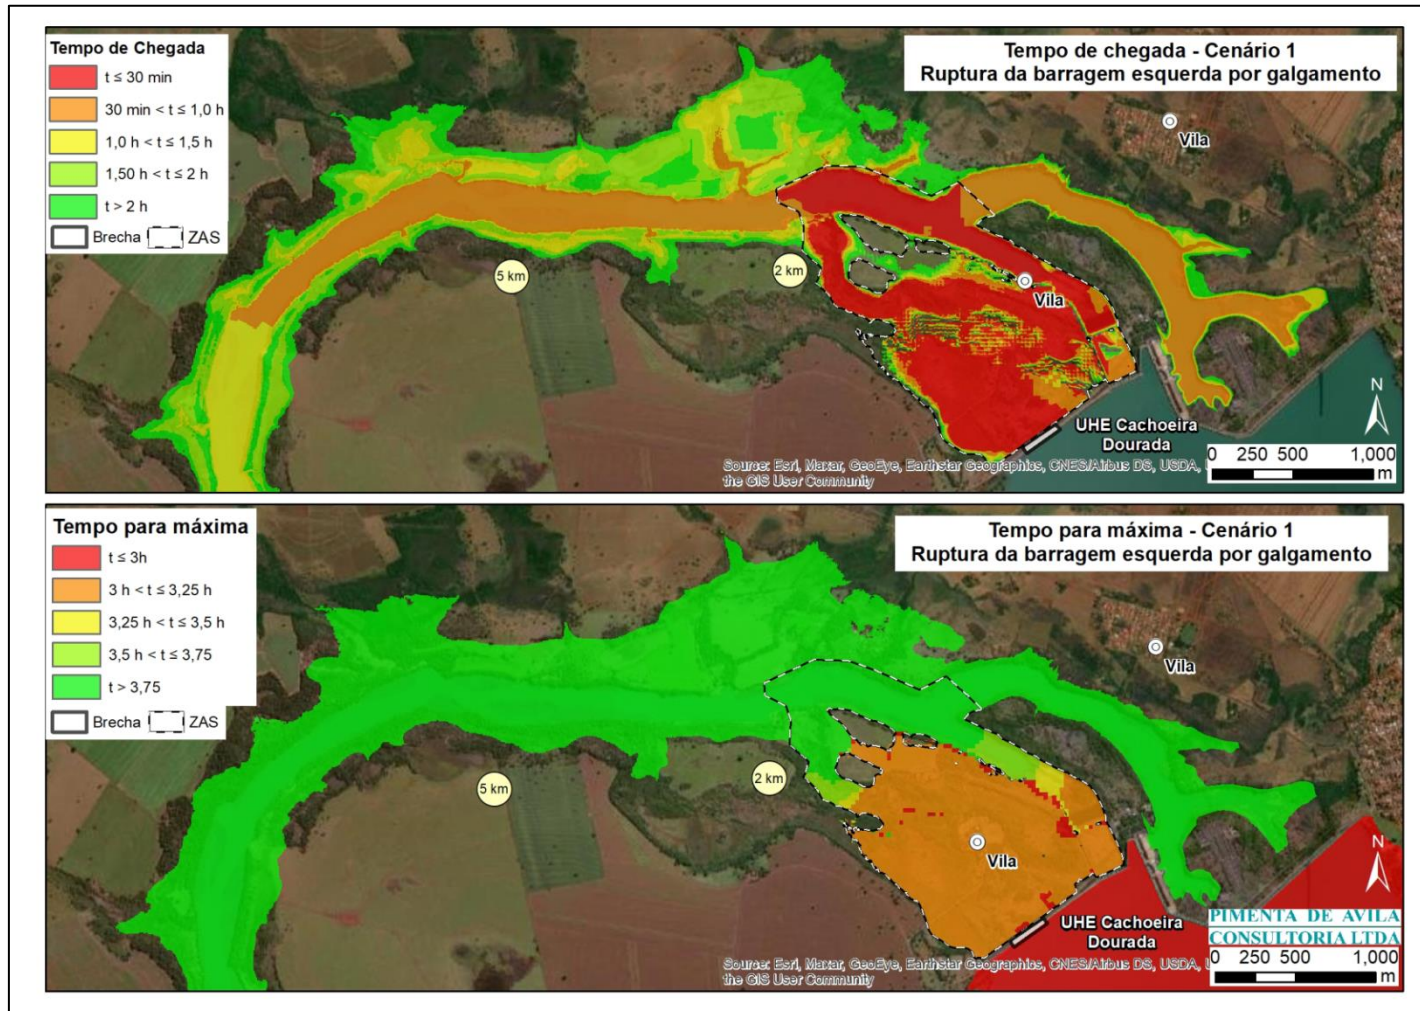 Tempo de Chegada
t ≤ 30 min
30 min < t ≤ 1,0 h
1,0 h < t ≤ 1,5 h
1,50 h < t ≤ 2 h
t > 2 h
Brecha ZAS
Tempo de chegada - Cenário 1
Ruptura da barragem esquerda por galgamento
Vila
5 km
2 km
Vila
UHE Cachoeira
Dourada
N
0 250 500 1,000
m
Source: Esri, Maxar, GeoEye, Earthstar Geographics, CNES/Airbus DS, USDA,
the GIS User Community
Tempo para máxima
t ≤ 3h
3 h < t ≤ 3,25 h
3,25 h < t ≤ 3,5 h
3,5 h < t ≤ 3,75
t > 3,75
Brecha ZAS
Tempo para máxima - Cenário 1
Ruptura da barragem esquerda por galgamento
Vila
5 km
2 km
Vila
UHE Cachoeira
Dourada
N
PIMENTA DE AVILA
CONSULTORIA LTDA
0 250 500 1,000
m
Source: Esri, Maxar, GeoEye, Earthstar Geographics, CNES/Airbus DS, USDA,
the GIS User Community